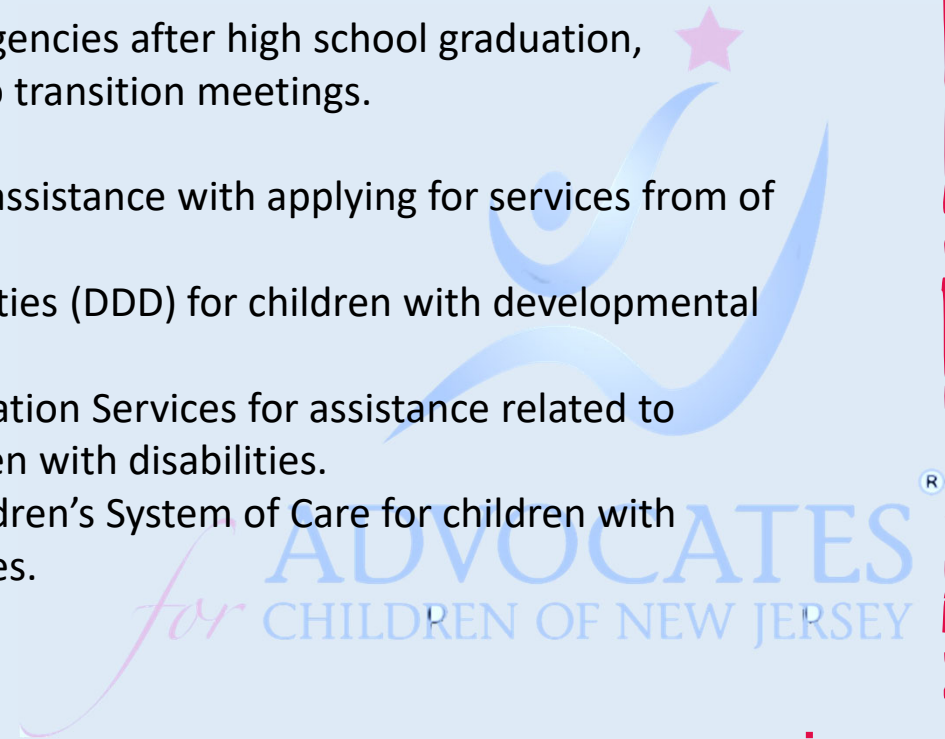 gencies after high school graduation,
transition meetings.
assistance with applying for services from of
ties (DDD) for children with developmental
ation Services for assistance related to
en with disabilities.
dren’s System of Care for children with
es.
®
for ADVOCATES
CHILDREN OF NEW JERSEY